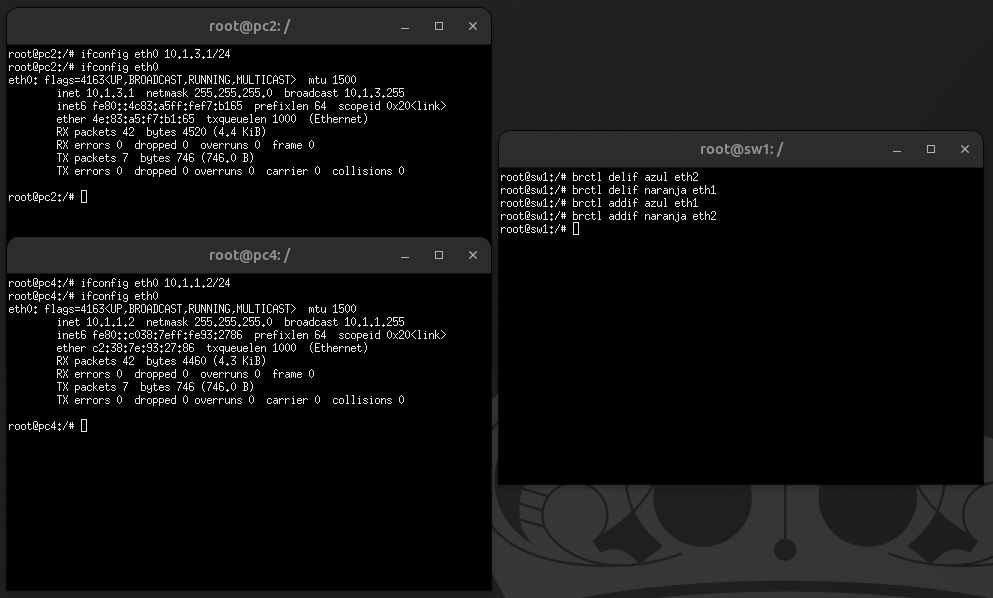 root@pc2: /
root@pc2:/# ifconfig eth0 10.1.3.1/24
root@pc2:/# ifconfig eth0
eth0: flags=4163<UP,BROADCAST,RUNNING,MULTICAST>  mtu 1500
        inet 10.1.3.1  netmask 255.255.255.0  broadcast 10.1.3.255
        inet6 fe80::4c83:a5ff:fef7:b165  prefixlen 64  scopeid 0x20<link>
        ether 4e:83:a5:f7:b1:65  txqueuelen 1000  (Ethernet)
        RX packets 42  bytes 4520 (4.4 KiB)
        RX errors 0  dropped 0  overruns 0  frame 0
        TX packets 7  bytes 746 (746.0 B)
        TX errors 0  dropped 0 overruns 0  carrier 0  collisions 0
root@pc2:/#
root@pc4: /
root@pc4:/# ifconfig eth0 10.1.1.2/24
root@pc4:/# ifconfig eth0
eth0: flags=4163<UP,BROADCAST,RUNNING,MULTICAST>  mtu 1500
        inet 10.1.1.2  netmask 255.255.255.0  broadcast 10.1.1.255
        inet6 fe80::c038:7eff:fe93:2786  prefixlen 64  scopeid 0x20<link>
        ether c2:38:7e:93:27:86  txqueuelen 1000  (Ethernet)
        RX packets 42  bytes 4460 (4.3 KiB)
        RX errors 0  dropped 0  overruns 0  frame 0
        TX packets 7  bytes 746 (746.0 B)
        TX errors 0  dropped 0 overruns 0  carrier 0  collisions 0
root@pc4:/#
root@sw1: /
root@sw1:/# brctl delif azul eth2
root@sw1:/# brctl delif naranja eth1
root@sw1:/# brctl addif azul eth1
root@sw1:/# brctl addif naranja eth2
root@sw1:/#